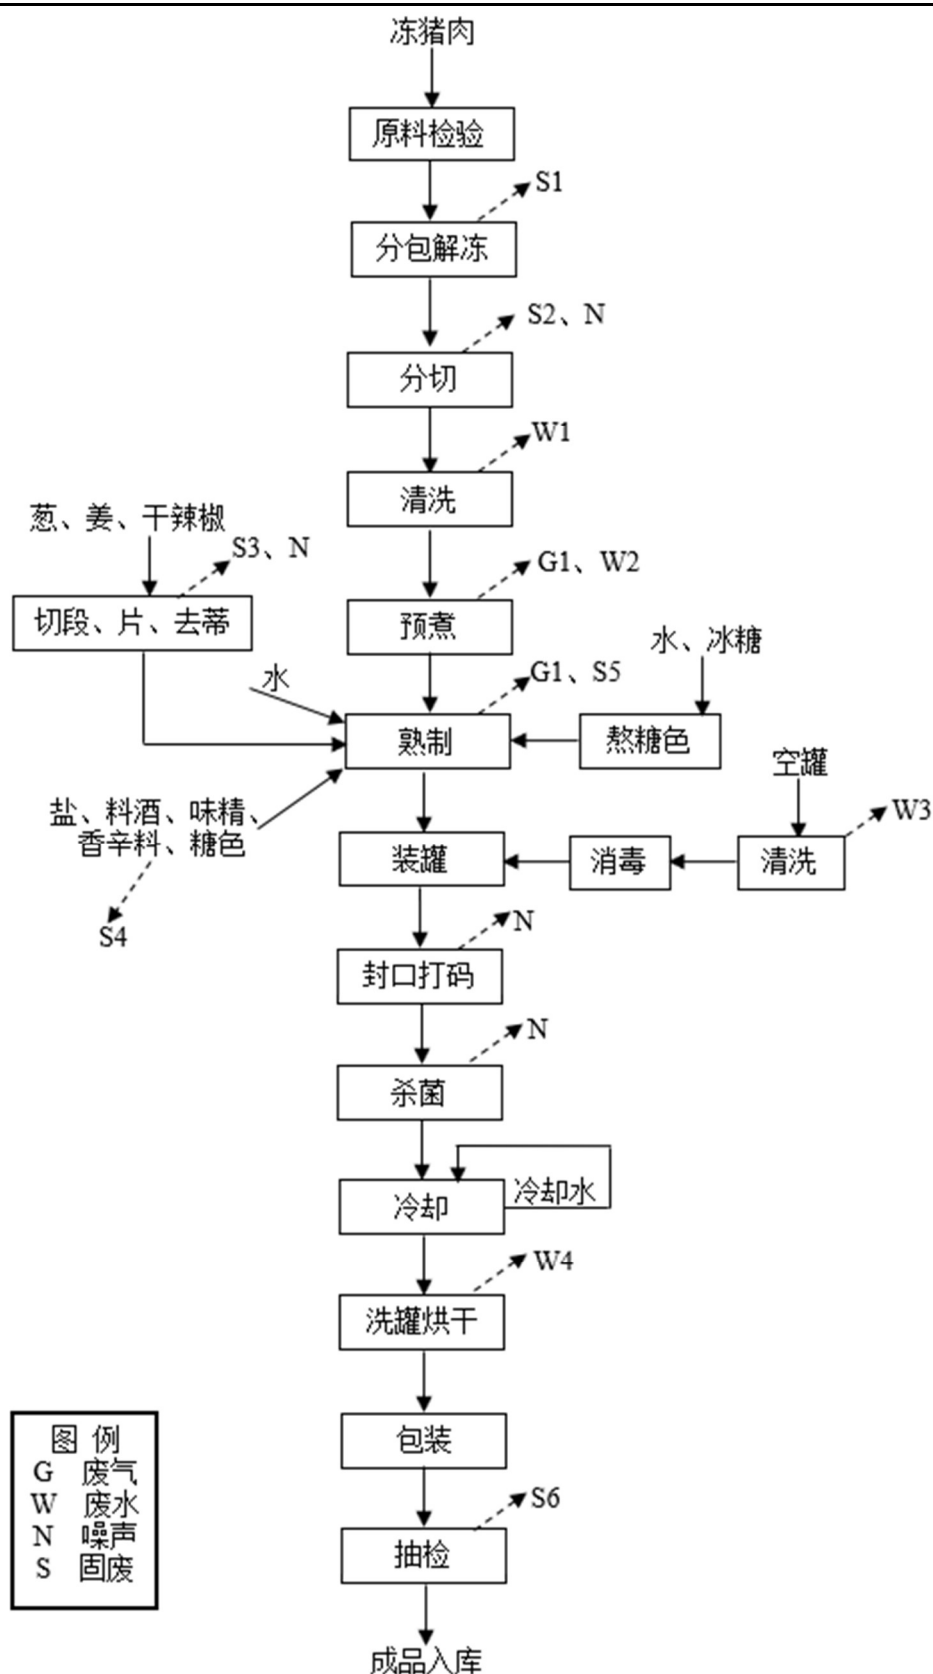 冻猪肉
原料检验
S1
分包解冻
S2、N
分切
W1
清洗
葱、姜、干辣椒
S3、N
G1、W2
切段、片、去蒂
预煮
水、冰糖
水
G1、S5
熟制
熬糖色
空罐
盐、料酒、味精、
香辛料、糖色
W3
装罐
消毒
清洗
S4
N
封口打码
N
杀菌
冷却水
冷却
W4
洗罐烘干
包装
图 例
G 废气
W 废水
N 噪声
S 固废
S6
抽检
成品入库